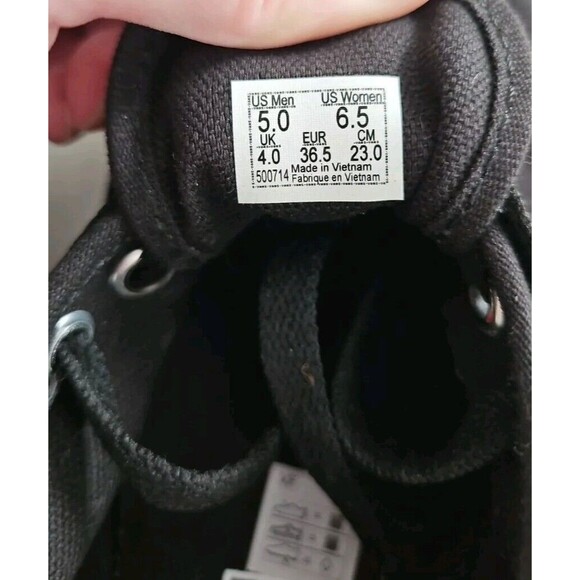 US Men US Women
5.0 6.5
UK EUR CM
4.0 36.5 23.0
500714 Made in Vietnam
Fabrique en Vietnam